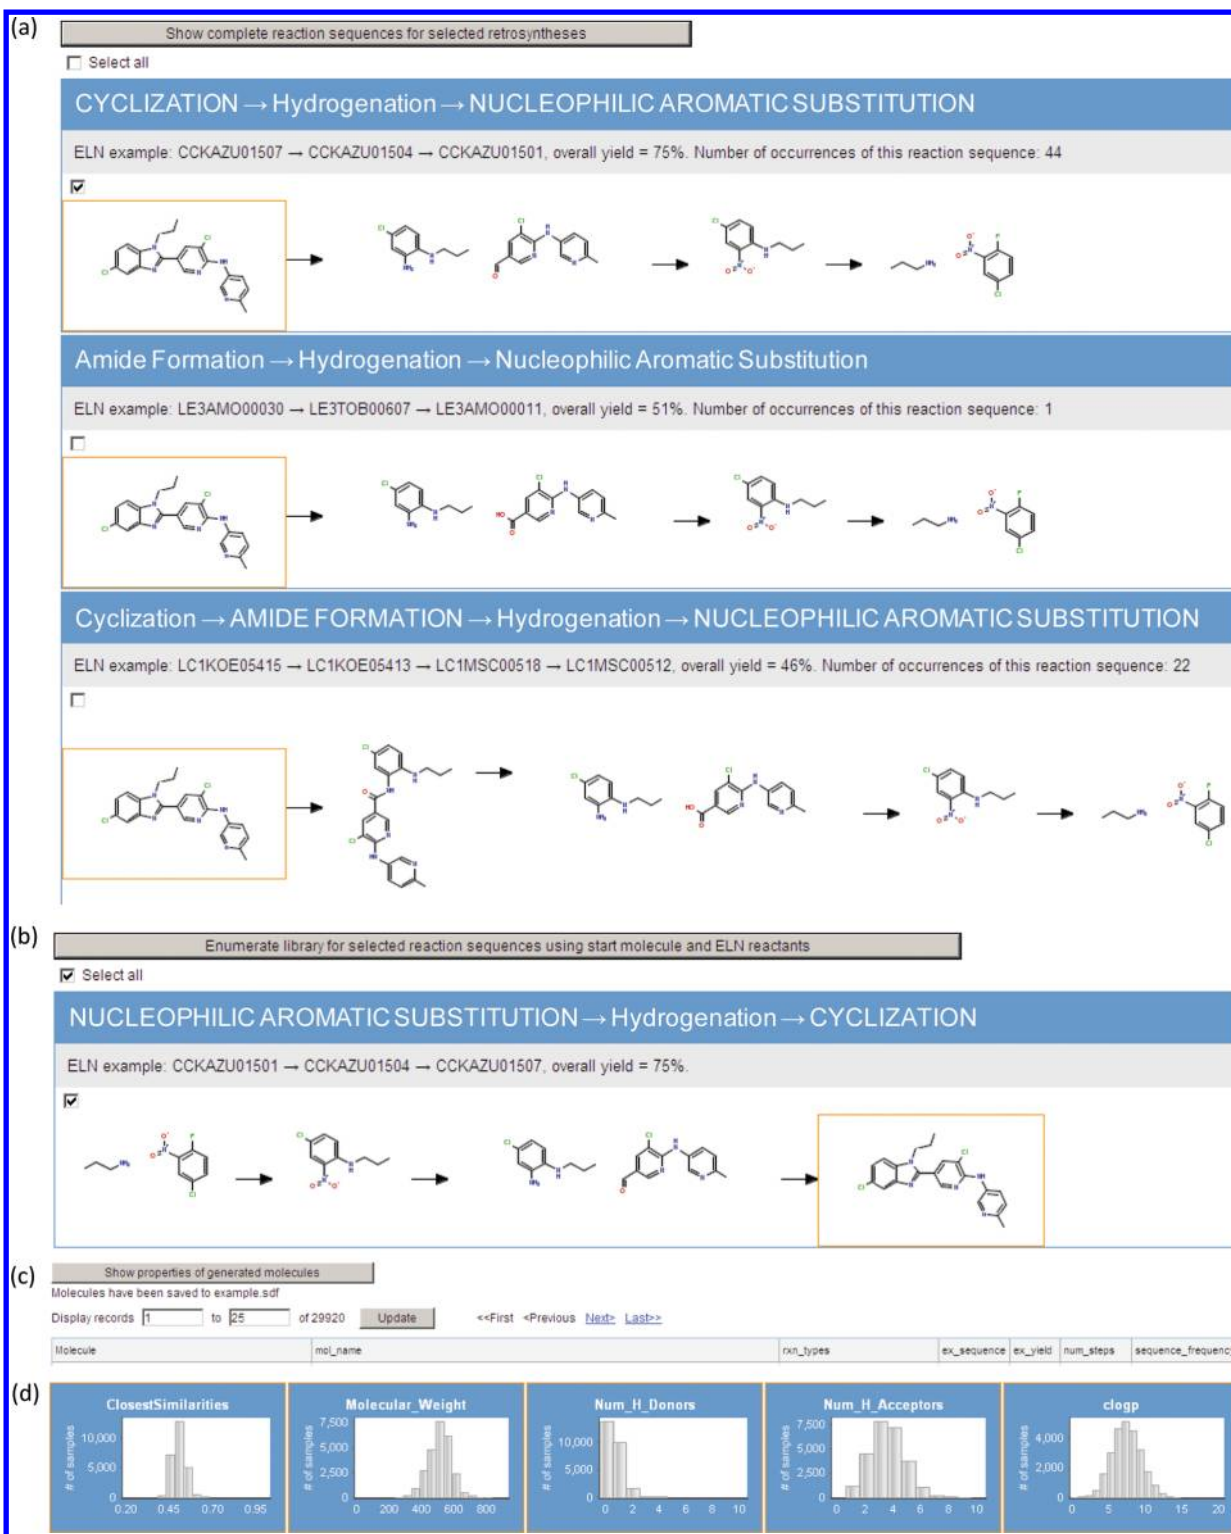 (a)
Show complete reaction sequences for selected retrosyntheses
Select all
CYCLIZATION → Hydrogenation → NUCLEOPHILIC AROMATIC SUBSTITUTION
ELN example: CCKAZU01507 → CCKAZU01504 → CCKAZU01501, overall yield = 75%. Number of occurrences of this reaction sequence: 44
Amide Formation → Hydrogenation → Nucleophilic Aromatic Substitution
ELN example: LE3AMO00030 → LE3TOB00607 → LE3AMO00011, overall yield = 51%. Number of occurrences of this reaction sequence: 1
Cyclization → AMIDE FORMATION → Hydrogenation → NUCLEOPHILIC AROMATIC SUBSTITUTION
ELN example: LC1KOE05415 → LC1KOE05413 → LC1MSC00518 → LC1MSC00512, overall yield = 46%. Number of occurrences of this reaction sequence: 22
(b)
Enumerate library for selected reaction sequences using start molecule and ELN reactants
Select all
NUCLEOPHILIC AROMATIC SUBSTITUTION → Hydrogenation → CYCLIZATION
ELN example: CCKAZU01501 → CCKAZU01504 → CCKAZU01507, overall yield = 75%.
(c)
Show properties of generated molecules
Molecules have been saved to example.sdf
Display records 1 to 25 of 29920 Update <<First <Previous Next> Last>>
Molecule mol_name rxn_types ex_sequence ex_yield num_steps sequence_frequency
(d)
ClosestSimilarities Molecular_Weight Num_H_Donors Num_H_Acceptors clogp
# of samples 10,000 5,000 0
0.20 0.45 0.70 0.95
# of samples 7,500 5,000 2,500 0
0 200 400 600 800
# of samples 10,000 5,000 0
0 2 4 6 8 10
# of samples 7,500 5,000 2,500 0
0 2 4 6 8 10
# of samples 4,000 2,000 0
0 5 10 15 20